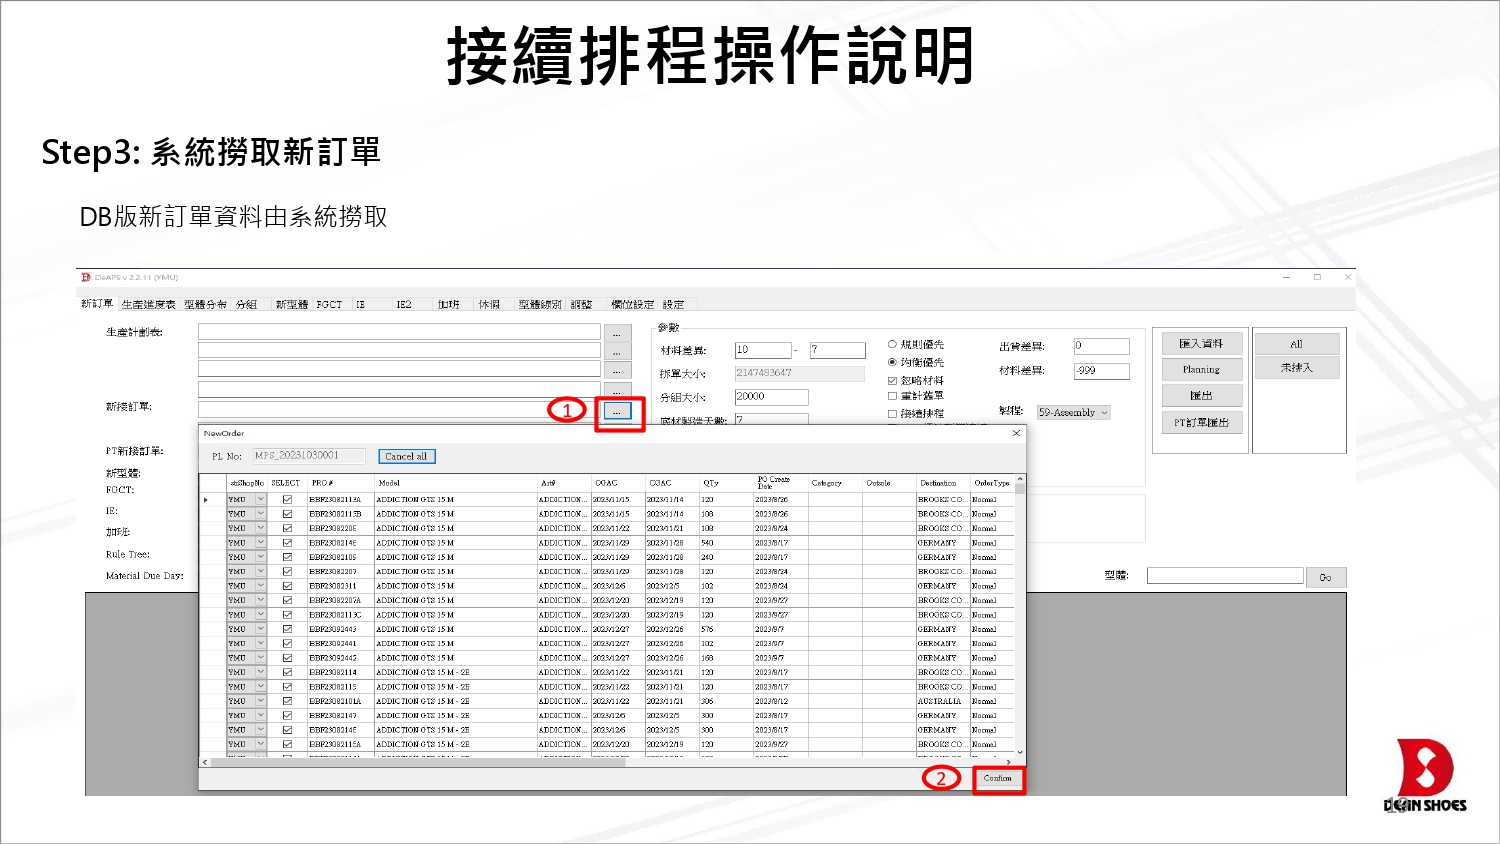 接續排程操作說明
Step3: 系統撈取新訂單
DB版新訂單資料由系統撈取
DeAPS v 2.2.11 (YMU)
新訂單 生產進度表 型體分布 分組 新型體 FGCT IE IE2 加班 休假 型體線別 調整 欄位設定 設定
生產計劃表: ...
...
...
...
新接訂單: ...
1
參數
材料差異: 10 - 7
拆單大小: 2147483647
分組大小: 20000
底材製造天數: 7
規則優先
均衡優先
忽略材料
重計舊單
接續排程
出貨差異: 0
材料差異: -999
製程: 59-Assembly
匯入資料
Planning
匯出
PT訂單匯出
All
未排入
PT新接訂單:
新型體:
FGCT:
IE:
加班:
Rule Tree:
Material Due Day:
型體: Go
NewOrder
PL No: MPS_20231030001 Cancel all
strShopNo SELECT PRO # Model Art# OGAC CGAC QTy PO Create Date Category Outsole Destination OrderType
YMU EBF23082113A ADDICTION GTS 15 M ADDICTION... 2023/11/15 2023/11/14 120 2023/8/26 BROOKS CO... Normal
YMU EBF23082113B ADDICTION GTS 15 M ADDICTION... 2023/11/15 2023/11/14 108 2023/8/26 BROOKS CO... Normal
YMU EBF23082206 ADDICTION GTS 15 M ADDICTION... 2023/11/22 2023/11/21 108 2023/8/24 BROOKS CO... Normal
YMU EBF23082146 ADDICTION GTS 15 M ADDICTION... 2023/11/29 2023/11/28 540 2023/8/17 GERMANY Normal
YMU EBF23082109 ADDICTION GTS 15 M ADDICTION... 2023/11/29 2023/11/28 240 2023/8/17 GERMANY Normal
YMU EBF23082207 ADDICTION GTS 15 M ADDICTION... 2023/11/29 2023/11/28 120 2023/8/24 BROOKS CO... Normal
YMU EBF23082311 ADDICTION GTS 15 M ADDICTION... 2023/12/6 2023/12/5 102 2023/8/24 GERMANY Normal
YMU EBF23082207A ADDICTION GTS 15 M ADDICTION... 2023/12/20 2023/12/19 120 2023/9/27 BROOKS CO... Normal
YMU EBF23082113C ADDICTION GTS 15 M ADDICTION... 2023/12/20 2023/12/19 120 2023/9/27 BROOKS CO... Normal
YMU EBF23092443 ADDICTION GTS 15 M ADDICTION... 2023/12/27 2023/12/26 576 2023/9/7 GERMANY Normal
YMU EBF23092441 ADDICTION GTS 15 M ADDICTION... 2023/12/27 2023/12/26 102 2023/9/7 GERMANY Normal
YMU EBF23092442 ADDICTION GTS 15 M ADDICTION... 2023/12/27 2023/12/26 168 2023/9/7 GERMANY Normal
YMU EBF23082114 ADDICTION GTS 15 M - 2E ADDICTION... 2023/11/22 2023/11/21 120 2023/8/17 BROOKS CO... Normal
YMU EBF23082115 ADDICTION GTS 15 M - 2E ADDICTION... 2023/11/22 2023/11/21 120 2023/8/17 BROOKS CO... Normal
YMU EBF23082101A ADDICTION GTS 15 M - 2E ADDICTION... 2023/11/22 2023/11/21 306 2023/8/12 AUSTRALIA Normal
YMU EBF23082147 ADDICTION GTS 15 M - 2E ADDICTION... 2023/12/6 2023/12/5 300 2023/8/17 GERMANY Normal
YMU EBF23082148 ADDICTION GTS 15 M - 2E ADDICTION... 2023/12/6 2023/12/5 300 2023/8/17 GERMANY Normal
YMU EBF23082115A ADDICTION GTS 15 M - 2E ADDICTION... 2023/12/20 2023/12/19 120 2023/9/27 BROOKS CO... Normal
2
Confirm
SHOES